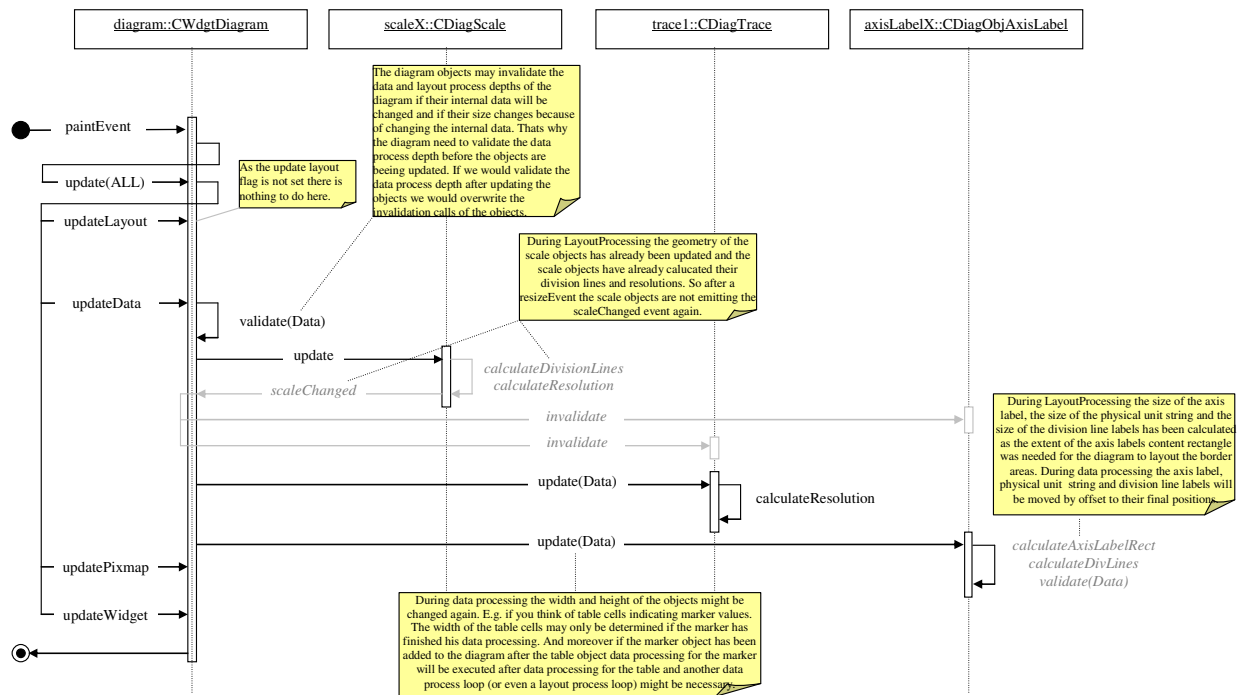 diagram::CWdgtDiagram
scaleX::CDiagScale
trace1::CDiagTrace
axisLabelX::CDiagObjAxisLabel
The diagram objects may invalidate the
data and layout process depths of the
diagram if their internal data will be
changed and if their size changes because
of changing the internal data. Thats why
the diagram need to validate the data
process depth before the objects are
beeing updated. If we would validate the
data process depth after updating the
objects we would overwrite the
invalidation calls of the objects.
paintEvent
As the update layout
flag is not set there is
nothing to do here.
update(ALL)
updateLayout
During LayoutProcessing the geometry of the
scale objects has already been updated and the
scale objects have already calucated their
division lines and resolutions. So after a
resizeEvent the scale objects are not emitting the
scaleChanged event again.
updateData
validate(Data)
update
calculateDivisionLines
calculateResolution
scaleChanged
invalidate
invalidate
During LayoutProcessing the size of the axis
label, the size of the physical unit string and the
size of the division line labels has been calculated
as the extent of the axis labels content rectangle
was needed for the diagram to layout the border
areas. During data processing the axis label,
physical unit string and division line labels will
be moved by offset to their final positions.
update(Data)
calculateResolution
update(Data)
calculateAxisLabelRect
calculateDivLines
validate(Data)
updatePixmap
updateWidget
During data processing the width and height of the objects might be
changed again. E.g. if you think of table cells indicating marker values.
The width of the table cells may only be determined if the marker has
finished his data processing. And moreover if the marker object has been
added to the diagram after the table object data processing for the marker
will be executed after data processing for the table and another data
process loop (or even a layout process loop) might be necessary.